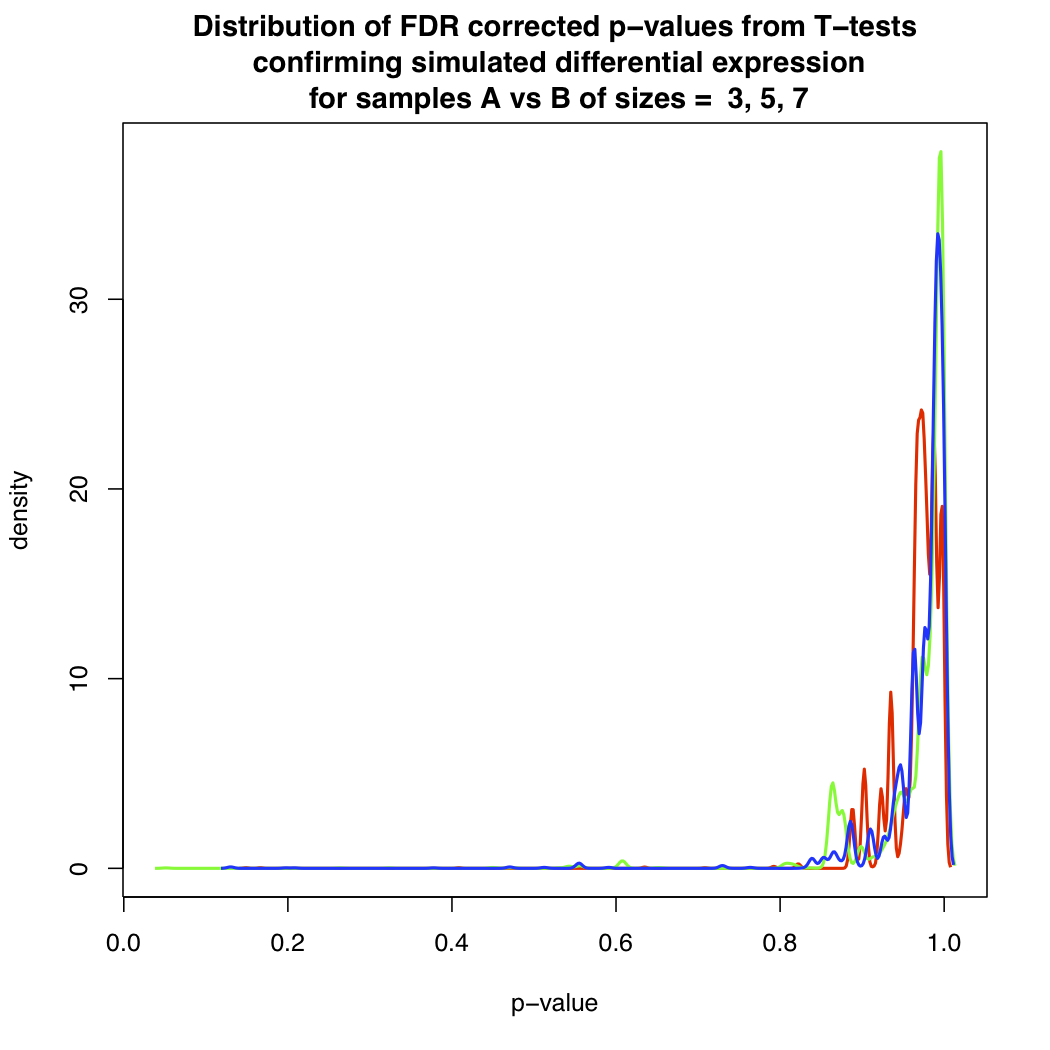 Distribution of FDR corrected p−values from T−tests
confirming simulated differential expression
for samples A vs B of sizes =  3, 5, 7
density
30
20
10
0
0.0 0.2 0.4 0.6 0.8 1.0
p−value